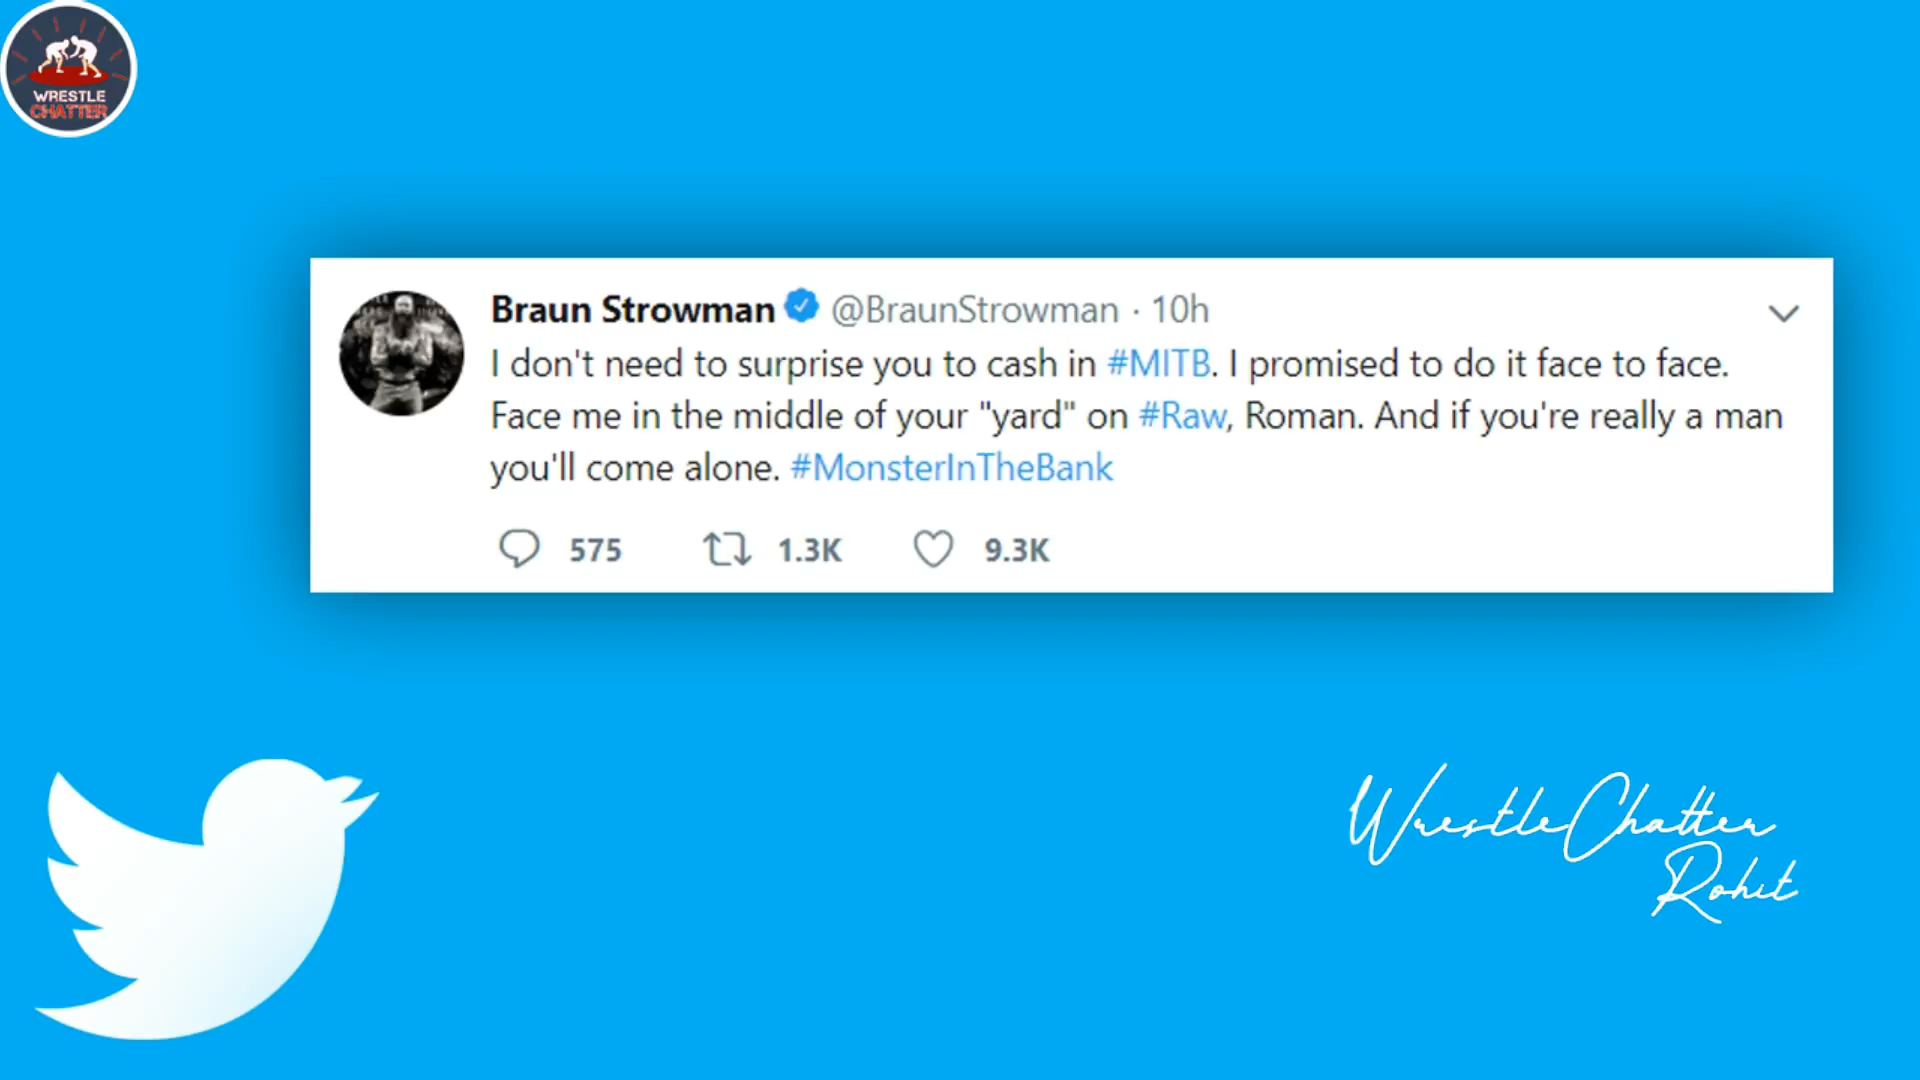 WRESTLE
CHATTER
Braun Strowman @BraunStrowman · 10h
I don't need to surprise you to cash in #MITB. I promised to do it face to face.
Face me in the middle of your "yard" on #Raw, Roman. And if you're really a man
you'll come alone. #MonsterInTheBank
575 1.3K 9.3K
WrestleChatter
Rohit